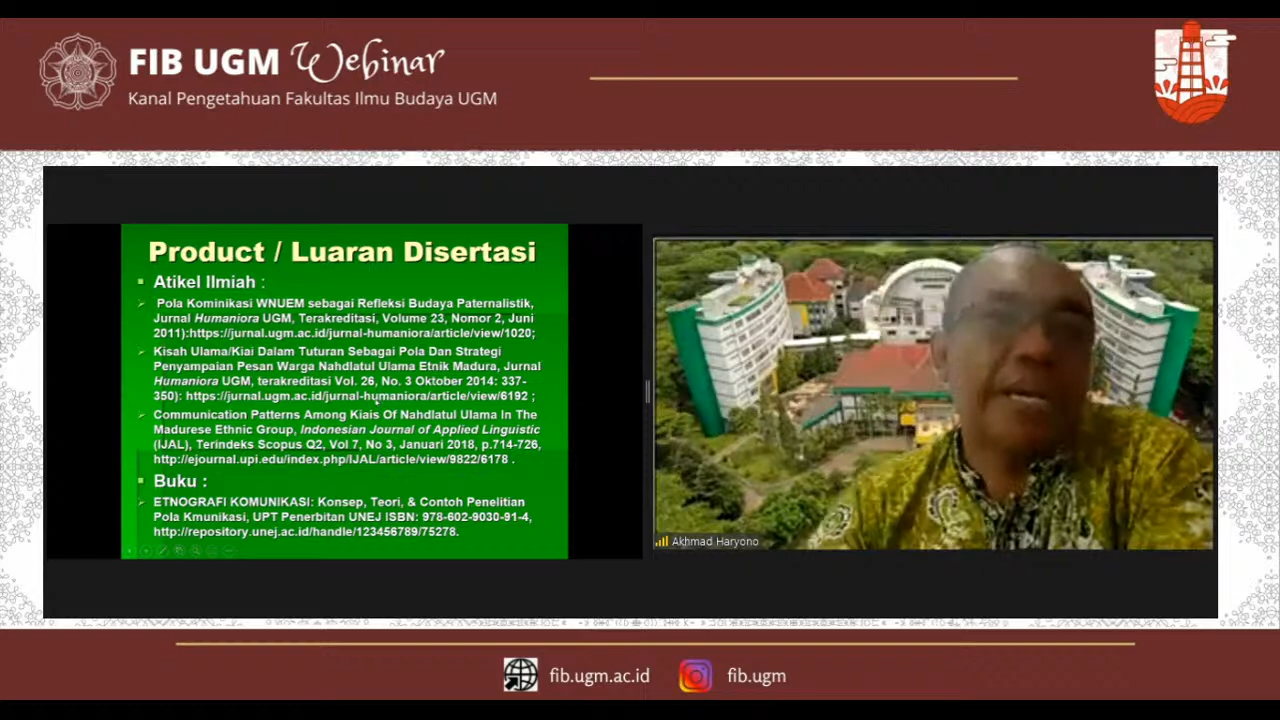 FIB UGM Webinar
Kanal Pengetahuan Fakultas Ilmu Budaya UGM
Product / Luaran Disertasi
Atikel Ilmiah :
Pola Kominikasi WNUEM sebagai Refleksi Budaya Paternalistik,
Jurnal Humaniora UGM, Terakreditasi, Volume 23, Nomor 2, Juni
2011):https://jurnal.ugm.ac.id/jurnal-humaniora/article/view/1020;
Kisah Ulama/Kiai Dalam Tuturan Sebagai Pola Dan Strategi
Penyampaian Pesan Warga Nahdlatul Ulama Etnik Madura, Jurnal
Humaniora UGM, terakreditasi Vol. 26, No. 3 Oktober 2014: 337-
350): https://jurnal.ugm.ac.id/jurnal-humaniora/article/view/6192 ;
Communication Patterns Among Kiais Of Nahdlatul Ulama In The
Madurese Ethnic Group, Indonesian Journal of Applied Linguistic
(IJAL), Terindeks Scopus Q2, Vol 7, No 3, Januari 2018, p.714-726,
http://ejournal.upi.edu/index.php/IJAL/article/view/9822/6178 .
Buku :
ETNOGRAFI KOMUNIKASI: Konsep, Teori, & Contoh Penelitian
Pola Kmunikasi, UPT Penerbitan UNEJ ISBN: 978-602-9030-91-4,
http://repository.unej.ac.id/handle/123456789/75278.
Akhmad Haryono
fib.ugm.ac.id
fib.ugm